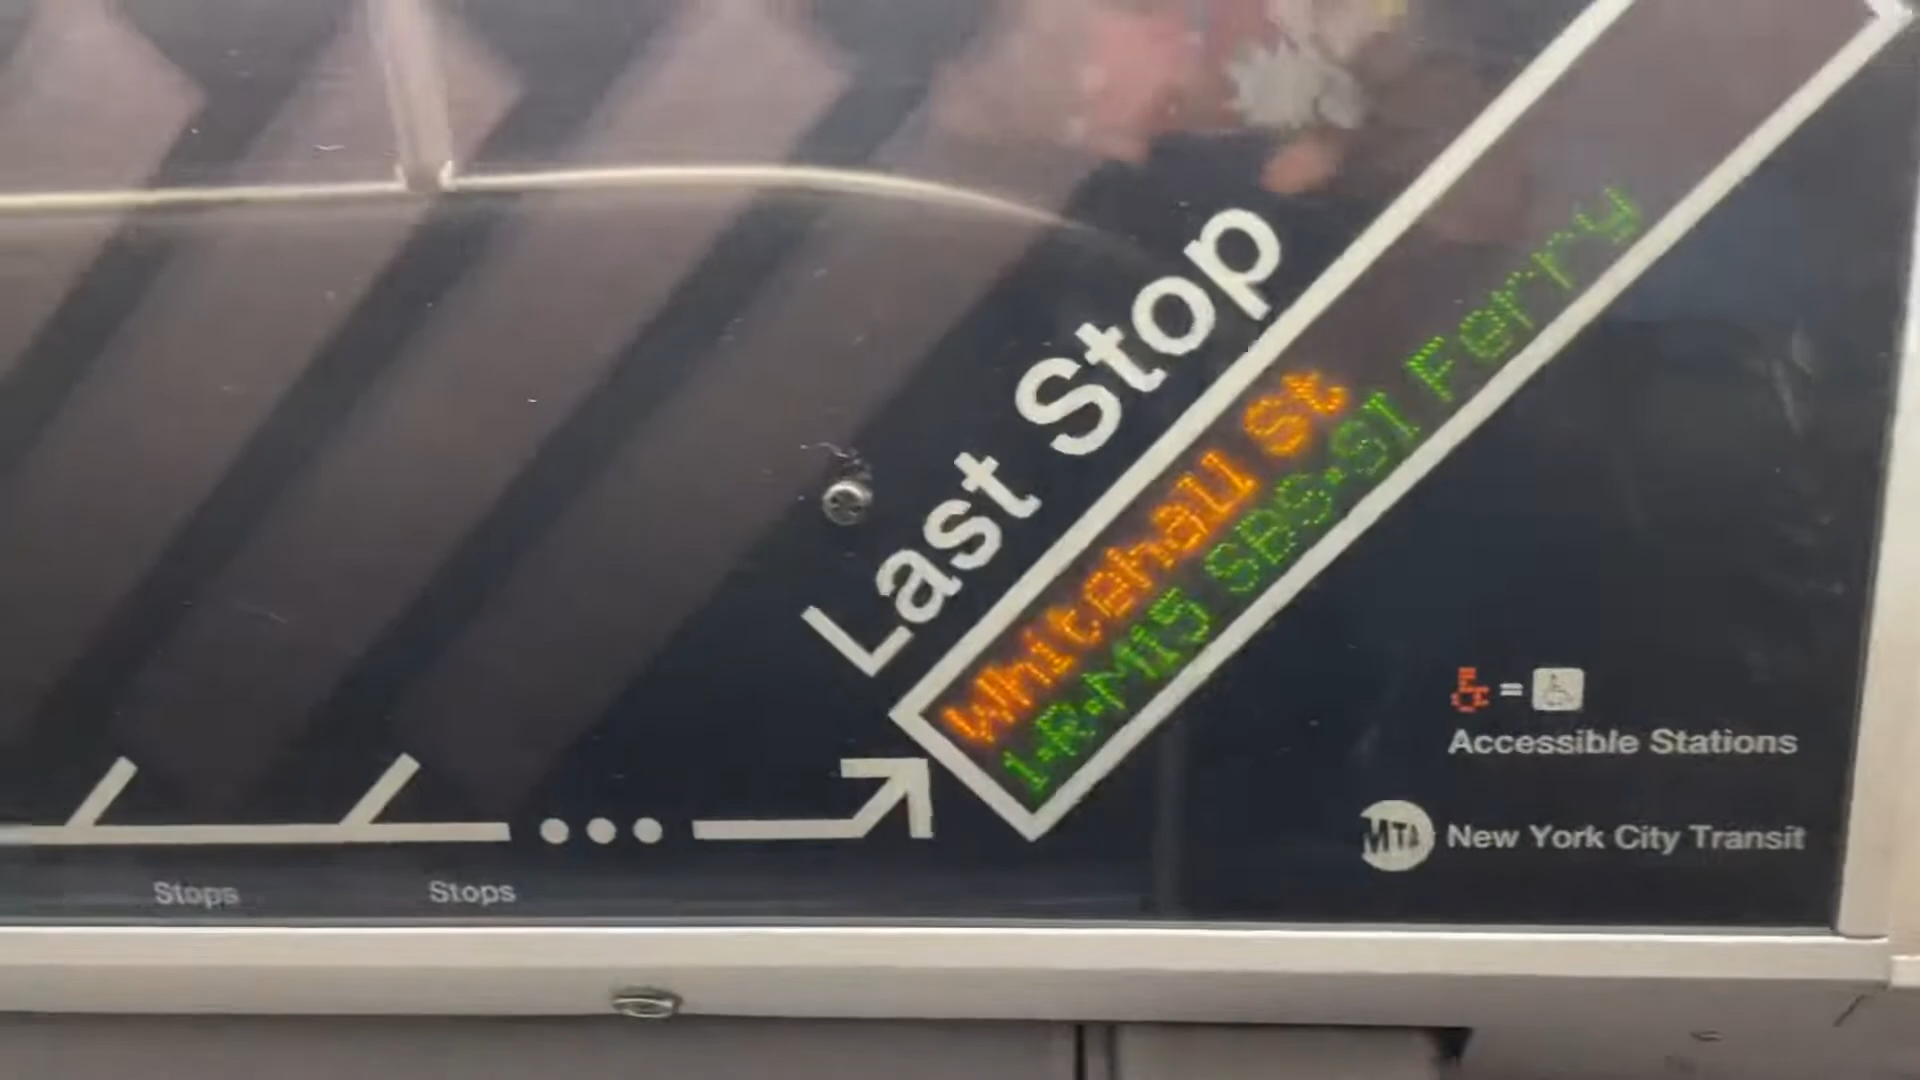 Last Stop
Whitehall St
1•R•M15 SBS•SI Ferry
=
Accessible Stations
MTA New York City Transit
Stops Stops